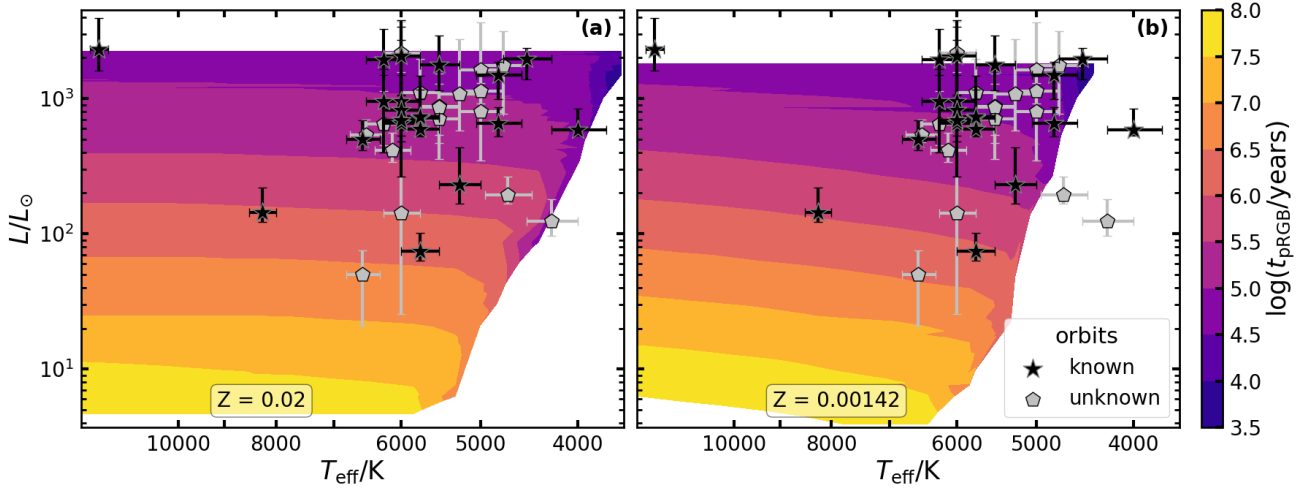 (a)
(b)
L/L⊙
10³
10²
10¹
Z = 0.02
10000 8000 6000 5000 4000
T_eff/K
Z = 0.00142
orbits
known
unknown
10000 8000 6000 5000 4000
T_eff/K
8.0
7.5
7.0
6.5
6.0
5.5
5.0
4.5
4.0
3.5
log(t_pRGB/years)